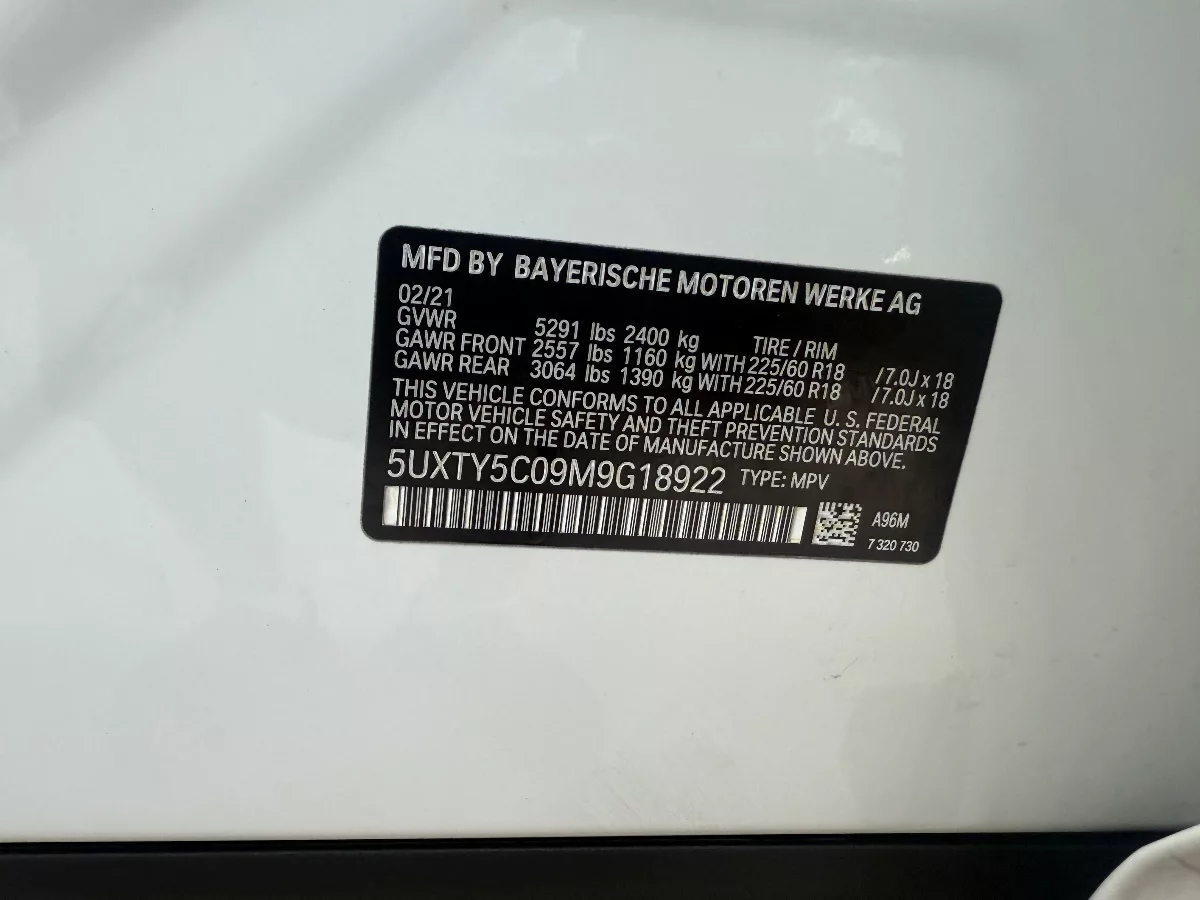 MFD BY BAYERISCHE MOTOREN WERKE AG
02/21
GVWR 5291 lbs 2400 kg TIRE / RIM
GAWR FRONT 2557 lbs 1160 kg WITH 225/60 R18 /7.0J x 18
GAWR REAR 3064 lbs 1390 kg WITH 225/60 R18 /7.0J x 18
THIS VEHICLE CONFORMS TO ALL APPLICABLE U. S. FEDERAL
MOTOR VEHICLE SAFETY AND THEFT PREVENTION STANDARDS
IN EFFECT ON THE DATE OF MANUFACTURE SHOWN ABOVE.
5UXTY5C09M9G18922 TYPE: MPV
A96M
7 320 730